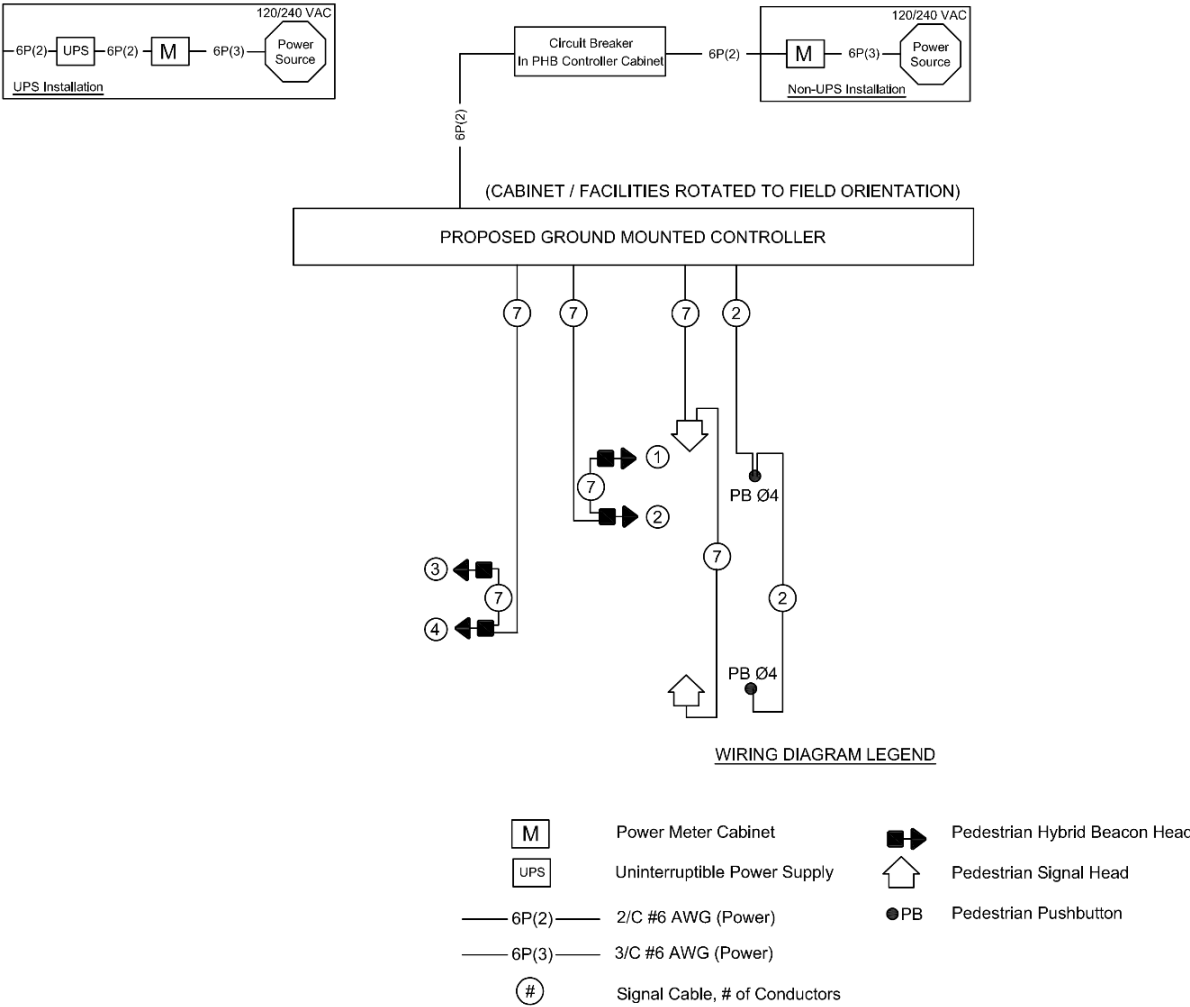 120/240 VAC
6P(2)
UPS
6P(2)
M
6P(3)
Power
Source
UPS Installation
Circuit Breaker
In PHB Controller Cabinet
6P(2)
120/240 VAC
M
6P(3)
Power
Source
Non-UPS Installation
6P(2)
(CABINET / FACILITIES ROTATED TO FIELD ORIENTATION)
PROPOSED GROUND MOUNTED CONTROLLER
7
7
7
2
1
7
2
PB Ø4
7
3
7
4
2
PB Ø4
WIRING DIAGRAM LEGEND
M
Power Meter Cabinet
UPS
Uninterruptible Power Supply
6P(2)
2/C #6 AWG (Power)
6P(3)
3/C #6 AWG (Power)
#
Signal Cable, # of Conductors
Pedestrian Hybrid Beacon Head
Pedestrian Signal Head
PB
Pedestrian Pushbutton